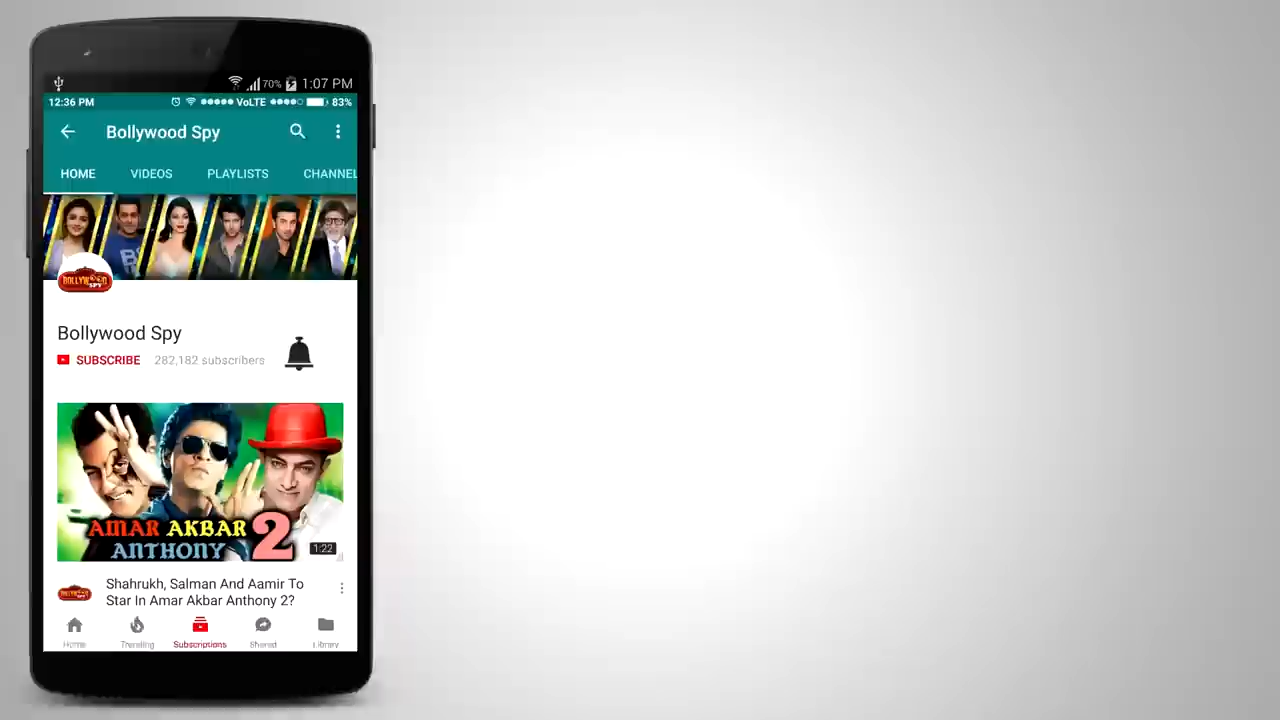 70% 1:07 PM
12:36 PM VoLTE 83%
Bollywood Spy
HOME VIDEOS PLAYLISTS CHANNEL
BOLLYWOOD
SPY
Bollywood Spy
SUBSCRIBE 282,182 subscribers
AMAR AKBAR
ANTHONY 2
1:22
Shahrukh, Salman And Aamir To
Star In Amar Akbar Anthony 2?
Home Trending Subscriptions Shared Library